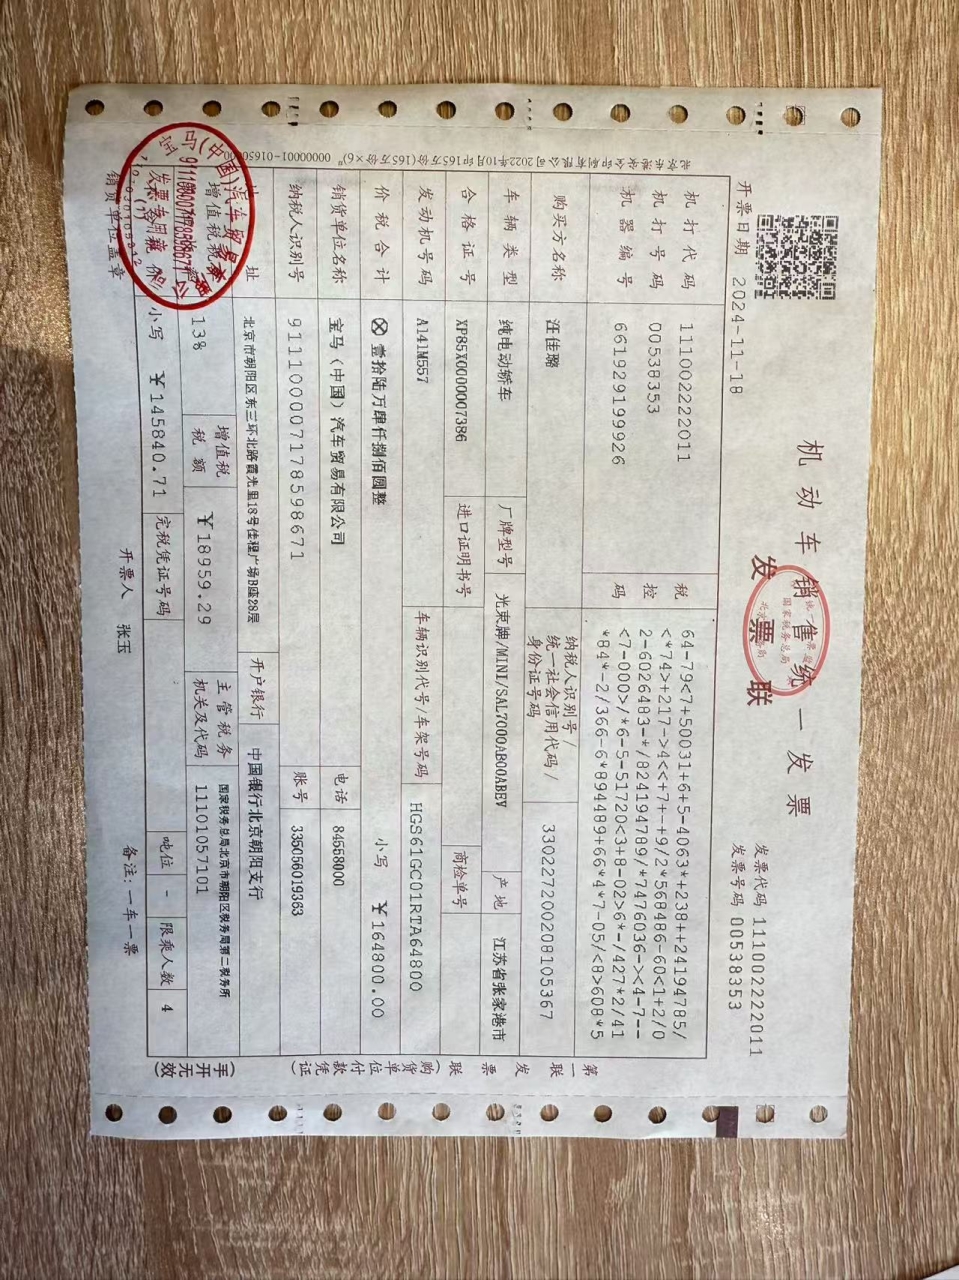 机动车销售统一发票
发票联
发票代码 111002222011
发票号码 00538353
开票日期 2024-11-18
机打代码 111002222011
机打号码 00538353
机器编号 661929199926
税控码
64-79<7+50031+6+5-4063*+238++24194785/
<*74>+217->4<<+7+-+9/2*568486-60<1+2/0
2-6026483-*/824194789/*7476036-><4-7--
<7-000>/*6-5-51720<3+8-02>6*-/427*2/41
*84*-2/366-6*894489+66*4*7-05/<8>608*5
购买方名称 汪佳璐
纳税人识别号/统一社会信用代码/身份证号码 330227200208105367
车辆类型 纯电动轿车 厂牌型号 光束牌/MINI/SAL7000AB00ABEV 产地 江苏省张家港市
合格证号 XP85X0000007386 进口证明书号 商检单号
发动机号码 A141M557 车辆识别代号/车架号码 HGS61GC01RTA64800
价税合计 ⊗壹拾陆万肆仟捌佰圆整 小写 ￥164800.00
销货单位名称 宝马（中国）汽车贸易有限公司 电话 84558000
纳税人识别号 911100007178598671 账号 335056019363
地址 北京市朝阳区东三环北路霞光里18号佳程广场B座28层 开户银行 中国银行北京朝阳支行
增值税税率 13% 增值税税额 ￥18959.29 主管税务机关及代码 国家税务总局北京市朝阳区税务局第二税务所
11101057101
小写 ￥145840.71 完税凭证号码 吨位 - 限乘人数 4
销货单位盖章 开票人 张玉 备注：一车一票
第一联 发票联（购货单位付款凭证）
（手开无效）
911100007178598671
发票专用章